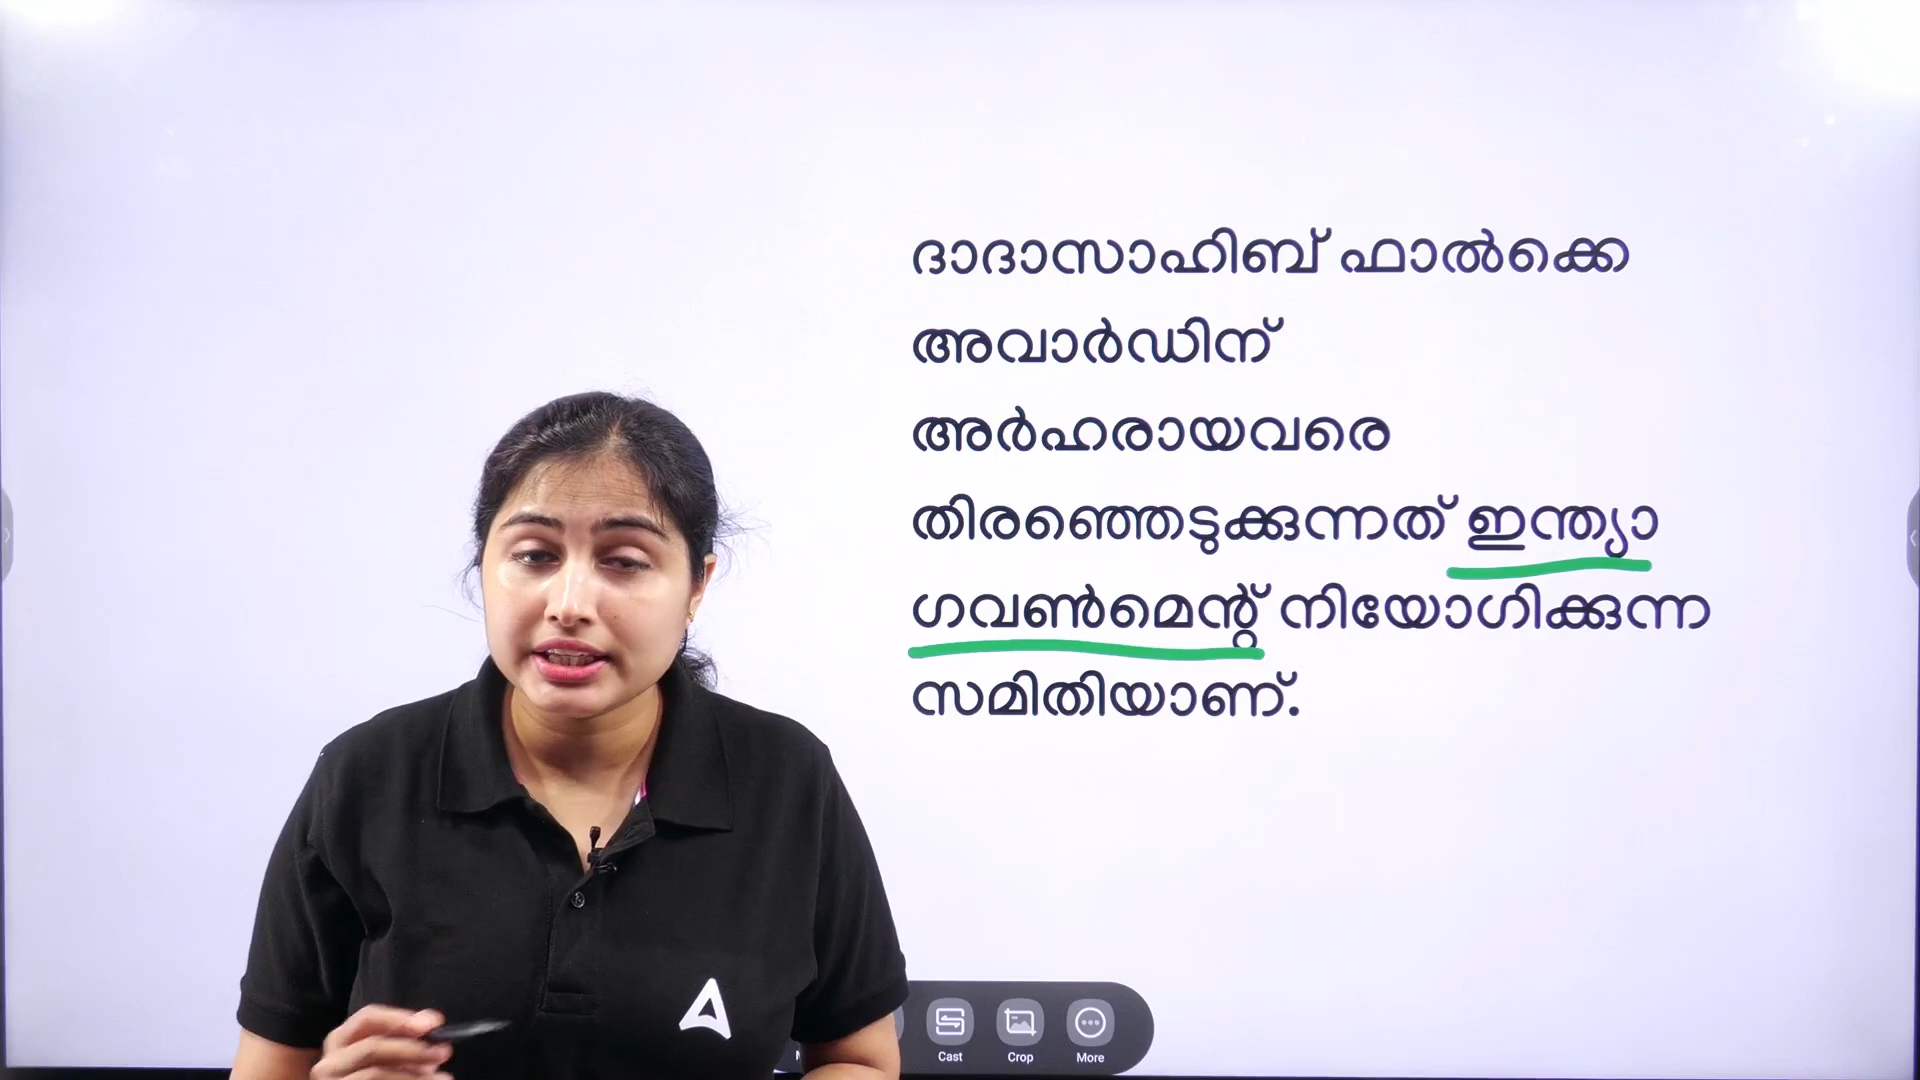 ദാദാസാഹിബ് ഫാൽക്കെ
അവാർഡിന്
അർഹരായവരെ
തിരഞ്ഞെടുക്കുന്നത് ഇന്ത്യാ
ഗവൺമെന്റ് നിയോഗിക്കുന്ന
സമിതിയാണ്.
Cast Crop More